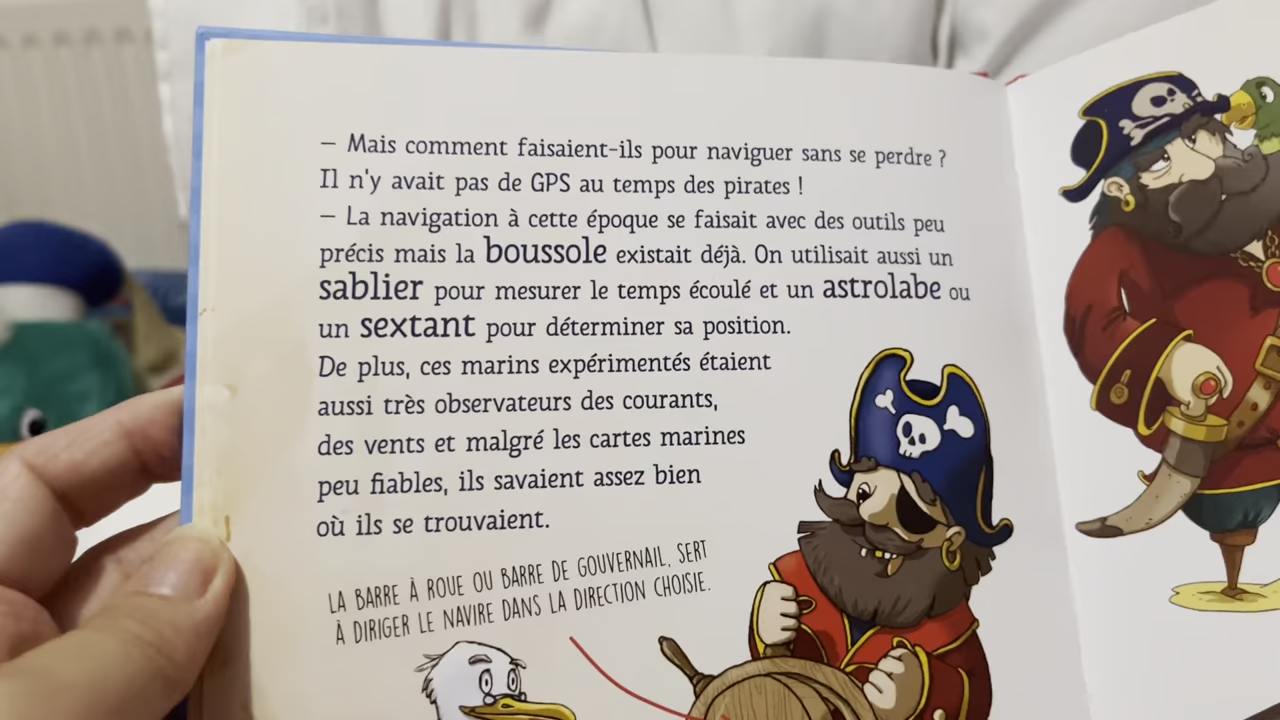 – Mais comment faisaient-ils pour naviguer sans se perdre ?
Il n'y avait pas de GPS au temps des pirates !
– La navigation à cette époque se faisait avec des outils peu
précis mais la boussole existait déjà. On utilisait aussi un
sablier pour mesurer le temps écoulé et un astrolabe ou
un sextant pour déterminer sa position.
De plus, ces marins expérimentés étaient
aussi très observateurs des courants,
des vents et malgré les cartes marines
peu fiables, ils savaient assez bien
où ils se trouvaient.
LA BARRE À ROUE OU BARRE DE GOUVERNAIL, SERT
À DIRIGER LE NAVIRE DANS LA DIRECTION CHOISIE.